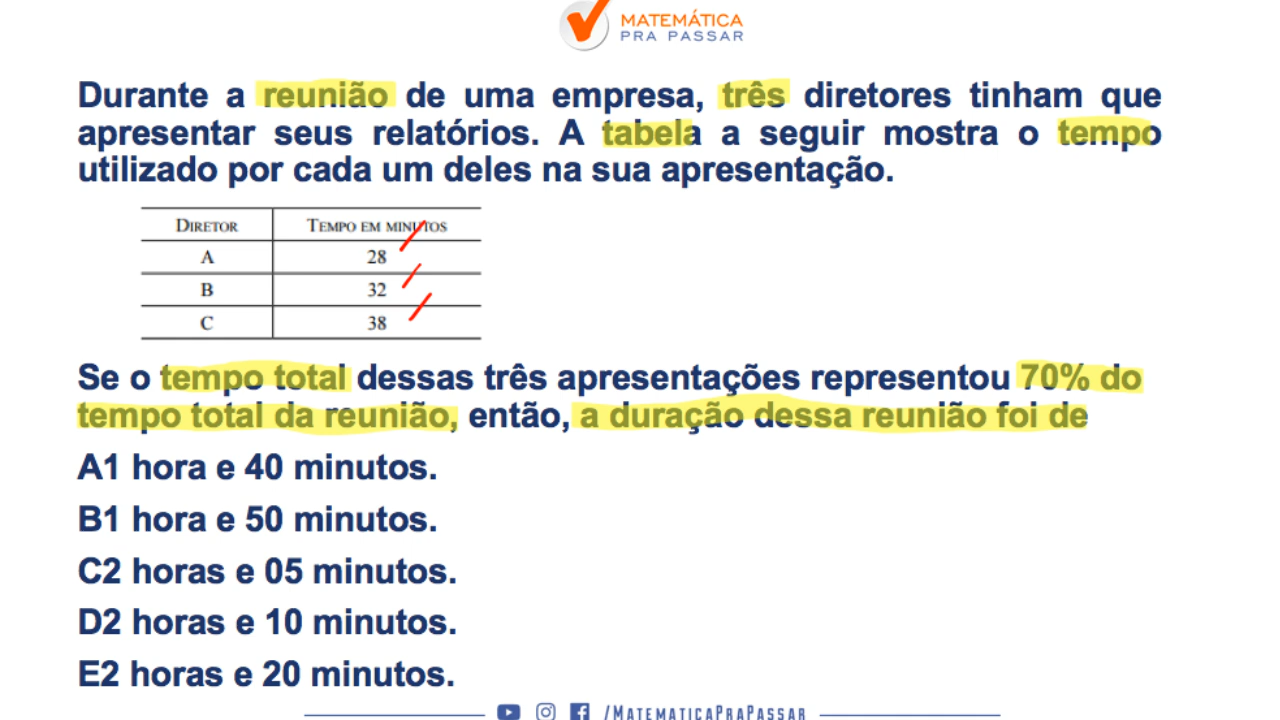 MATEMÁTICA
PRA PASSAR
Durante a reunião de uma empresa, três diretores tinham que
apresentar seus relatórios. A tabela a seguir mostra o tempo
utilizado por cada um deles na sua apresentação.
DIRETOR TEMPO EM MINUTOS
A 28
B 32
C 38
Se o tempo total dessas três apresentações representou 70% do
tempo total da reunião, então, a duração dessa reunião foi de
A1 hora e 40 minutos.
B1 hora e 50 minutos.
C2 horas e 05 minutos.
D2 horas e 10 minutos.
E2 horas e 20 minutos.
/MATEMATICAPRAPASSAR